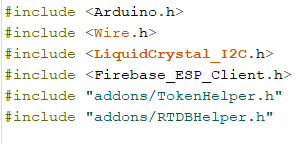 #include <Arduino.h>
#include <Wire.h>
#include <LiquidCrystal_I2C.h>
#include <Firebase_ESP_Client.h>
#include "addons/TokenHelper.h"
#include "addons/RTDBHelper.h"